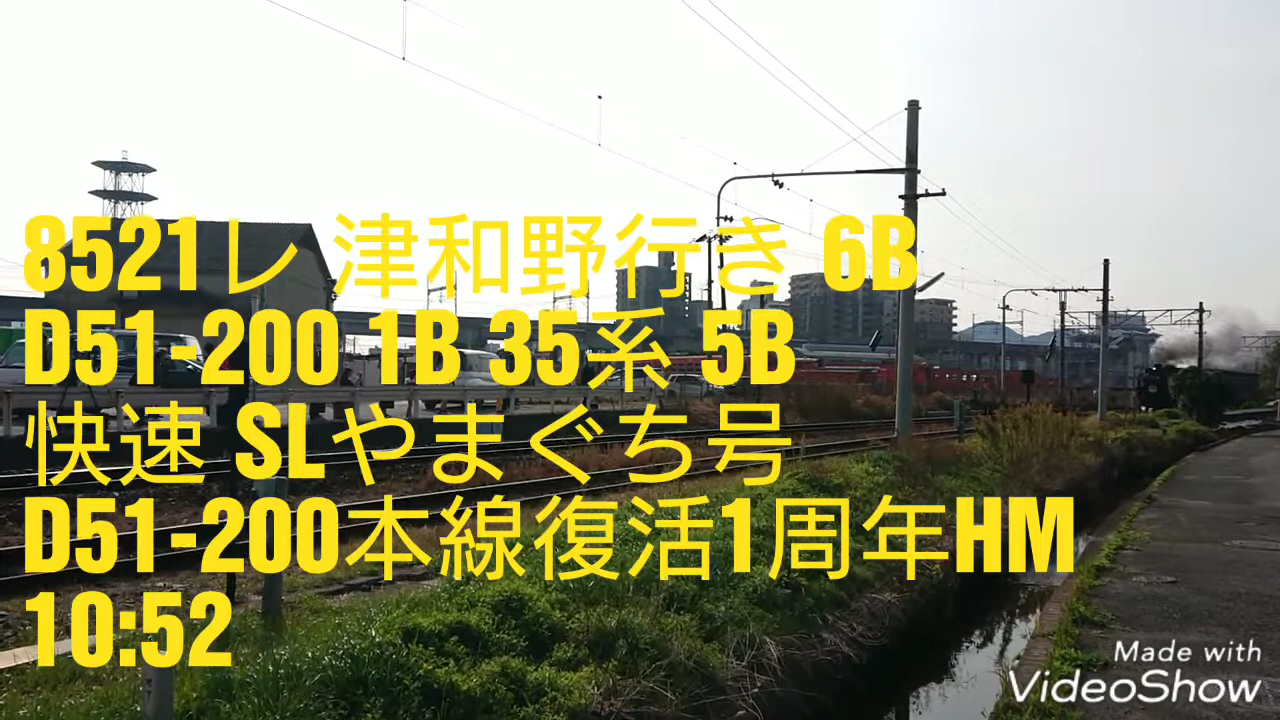 8521レ 津和野行き 6B
D51-200 1B 35系 5B
快速 SLやまぐち号
D51-200本線復活1周年HM
10:52
Made with
VideoShow